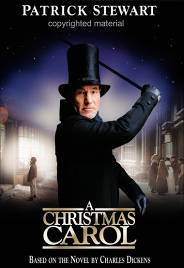 PATRICK STEWART
copyrighted material
A
CHRISTMAS
CAROL
BASED ON THE NOVEL BY CHARLES DICKENS